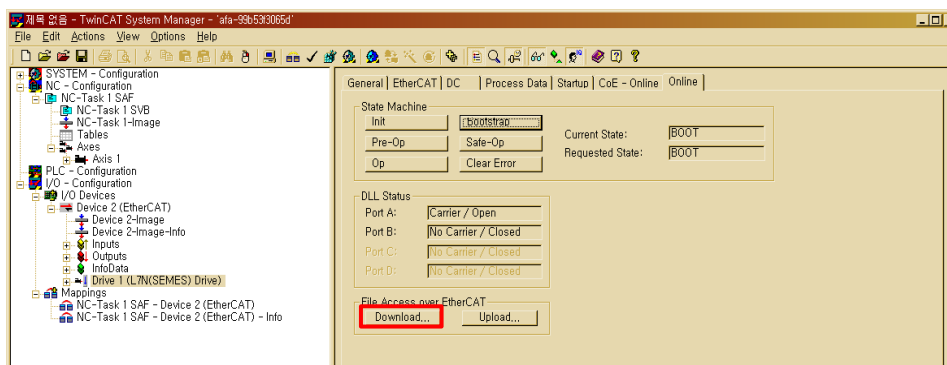 제목 없음 - TwinCAT System Manager - 'afa-99b53f3065d'
File Edit Actions View Options Help
SYSTEM - Configuration
NC - Configuration
NC-Task 1 SAF
NC-Task 1 SVB
NC-Task 1-Image
Tables
Axes
Axis 1
PLC - Configuration
I/O - Configuration
I/O Devices
Device 2 (EtherCAT)
Device 2-Image
Device 2-Image-Info
Inputs
Outputs
InfoData
Drive 1 (L7N(SEMES) Drive)
Mappings
NC-Task 1 SAF - Device 2 (EtherCAT)
NC-Task 1 SAF - Device 2 (EtherCAT) - Info
General EtherCAT DC Process Data Startup CoE - Online Online
State Machine
Init Bootstrap
Pre-Op Safe-Op Current State: BOOT
Op Clear Error Requested State: BOOT
DLL Status
Port A: Carrier / Open
Port B: No Carrier / Closed
Port C: No Carrier / Closed
Port D: No Carrier / Closed
File Access over EtherCAT
Download... Upload...